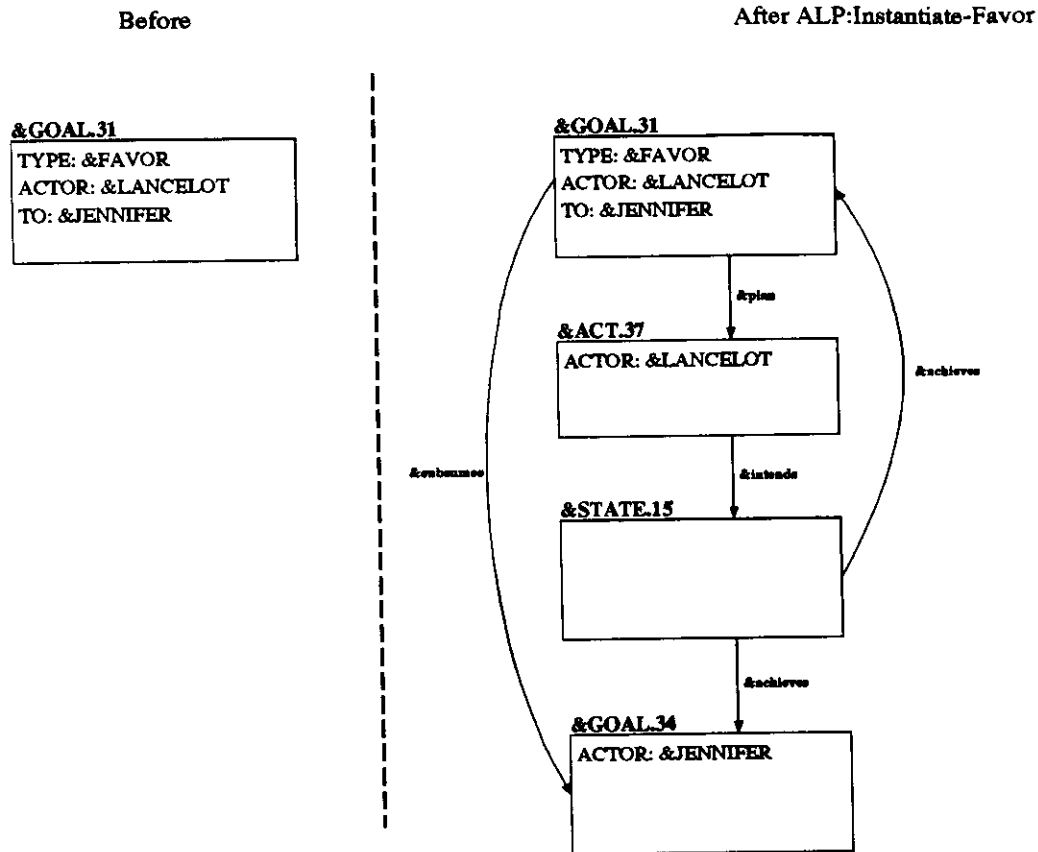 Before
After ALP:Instantiate-Favor
&GOAL.31
TYPE: &FAVOR
ACTOR: &LANCELOT
TO: &JENNIFER
&GOAL.31
TYPE: &FAVOR
ACTOR: &LANCELOT
TO: &JENNIFER
&plan
&ACT.37
ACTOR: &LANCELOT
&achieves
&subsumes
&intends
&STATE.15
&achieves
&GOAL.34
ACTOR: &JENNIFER